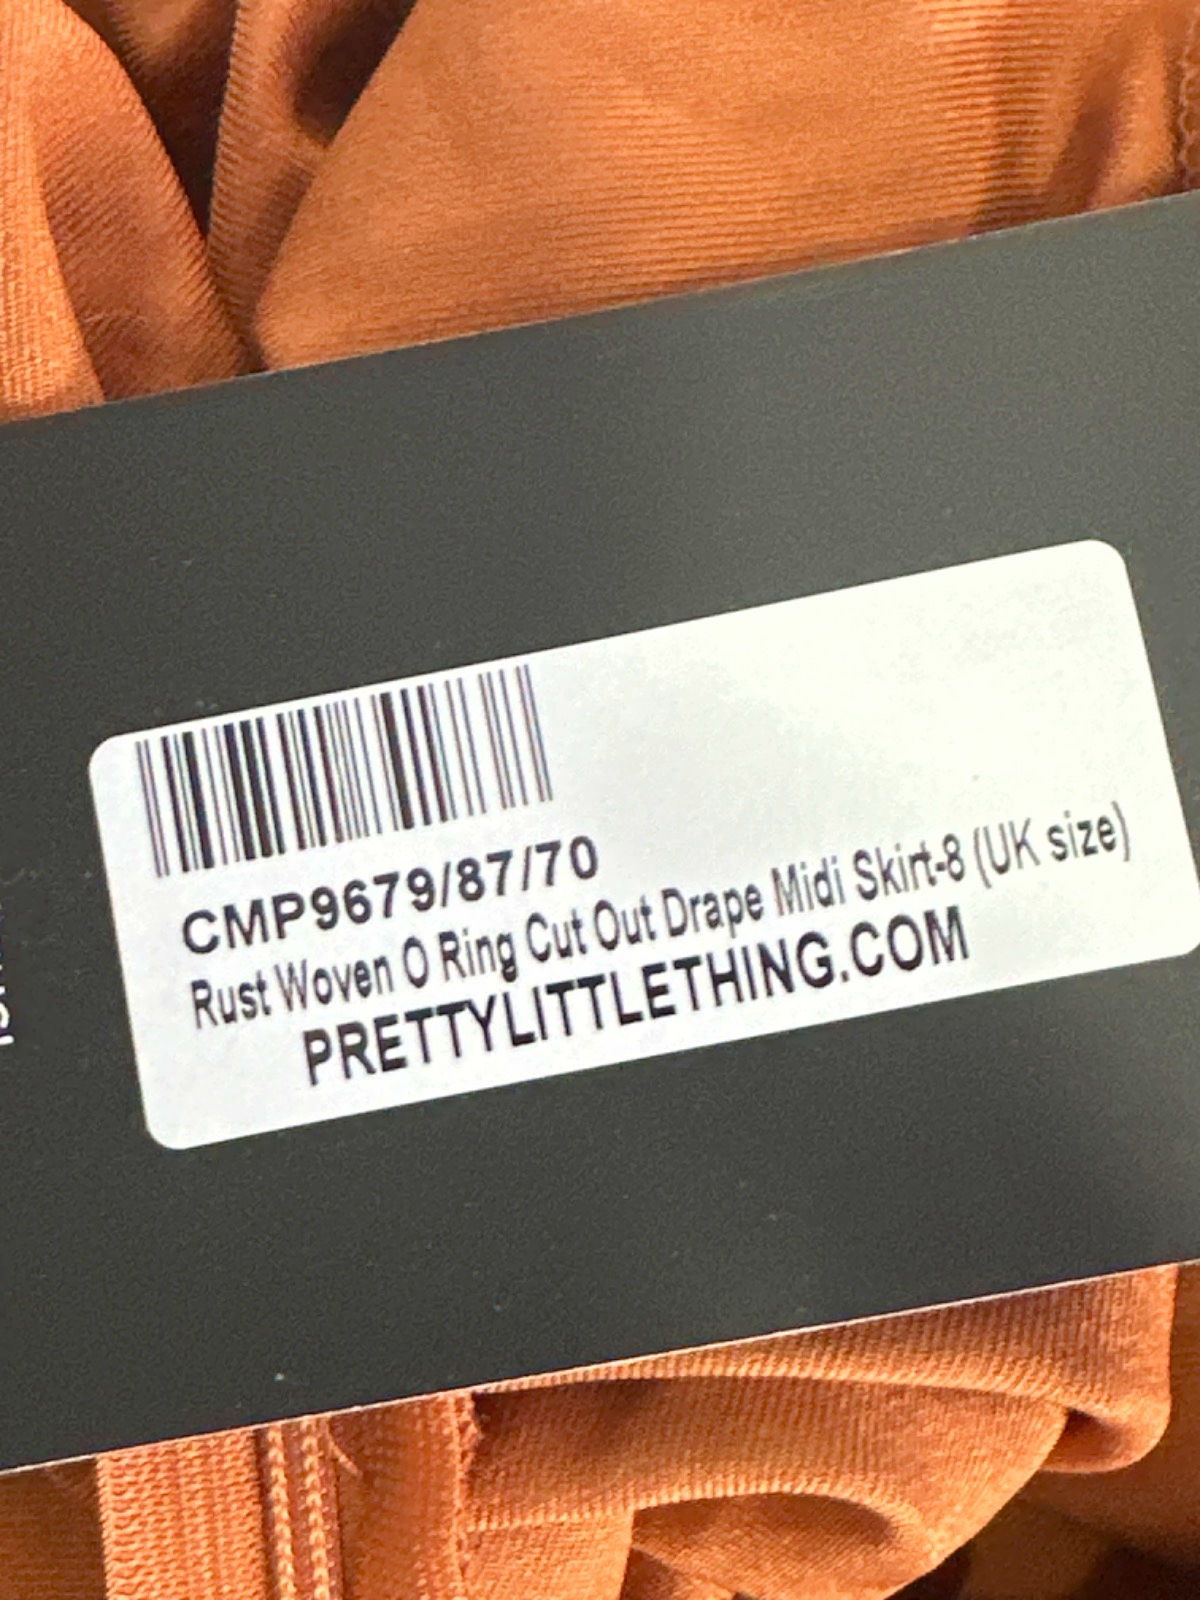 CMP9679/87/70
Rust Woven O Ring Cut Out Drape Midi Skirt-8 (UK size)
PRETTYLITTLETHING.COM